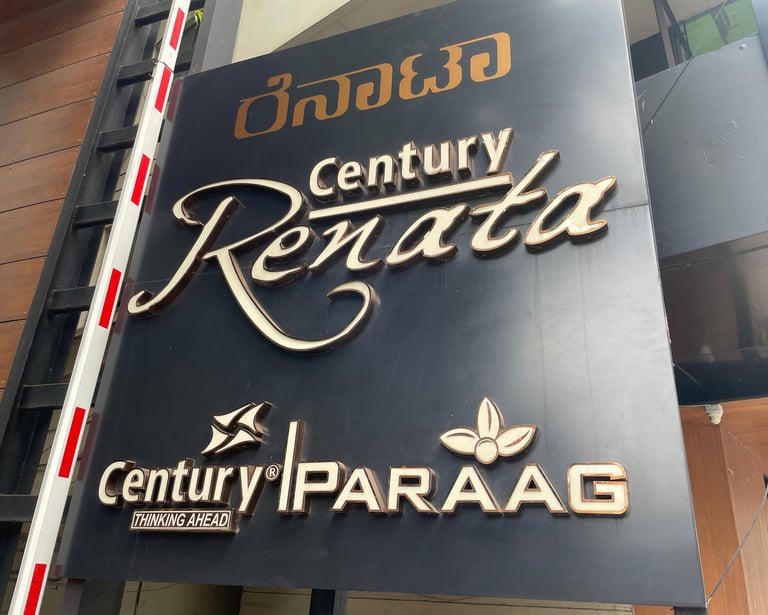 ರೆನಾಟಾ
Century
Renata
Century® PARAAG
THINKING AHEAD